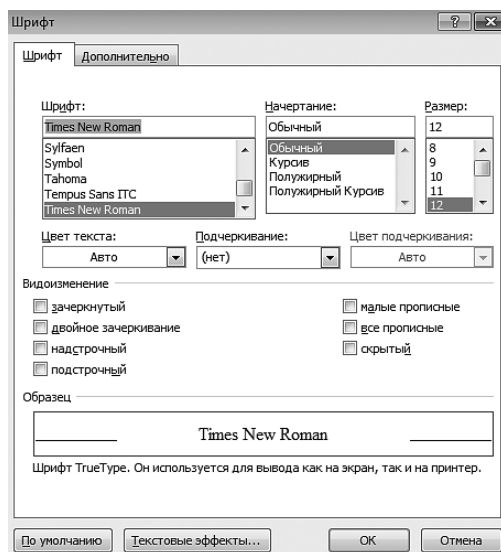 Шрифт
Шрифт Дополнительно
Шрифт: Начертание: Размер:
Times New Roman Обычный 12
Sylfaen Обычный 8
Symbol Курсив 9
Tahoma Полужирный 10
Tempus Sans ITC Полужирный Курсив 11
Times New Roman 12
Цвет текста: Подчеркивание: Цвет подчеркивания:
Авто (нет) Авто
Видоизменение
зачеркнутый малые прописные
двойное зачеркивание все прописные
надстрочный скрытый
подстрочный
Образец
Times New Roman
Шрифт TrueType. Он используется для вывода как на экран, так и на принтер.
По умолчанию Текстовые эффекты... ОК Отмена